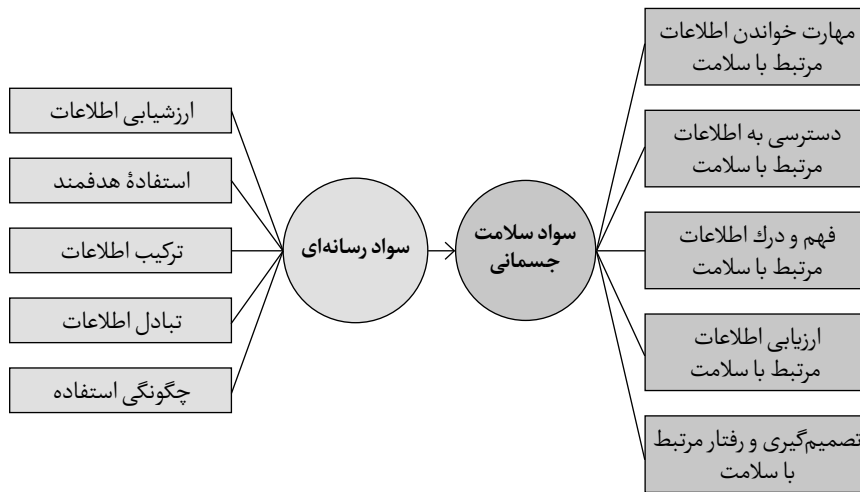 مهارت خواندن اطلاعات
مرتبط با سلامت
دسترسی به اطلاعات
مرتبط با سلامت
فهم و درك اطلاعات
مرتبط با سلامت
ارزیابی اطلاعات
مرتبط با سلامت
تصمیم‌گیری و رفتار مرتبط
با سلامت
سواد سلامت
جسمانی
سواد رسانه‌ای
ارزشیابی اطلاعات
استفادهٔ هدفمند
ترکیب اطلاعات
تبادل اطلاعات
چگونگی استفاده